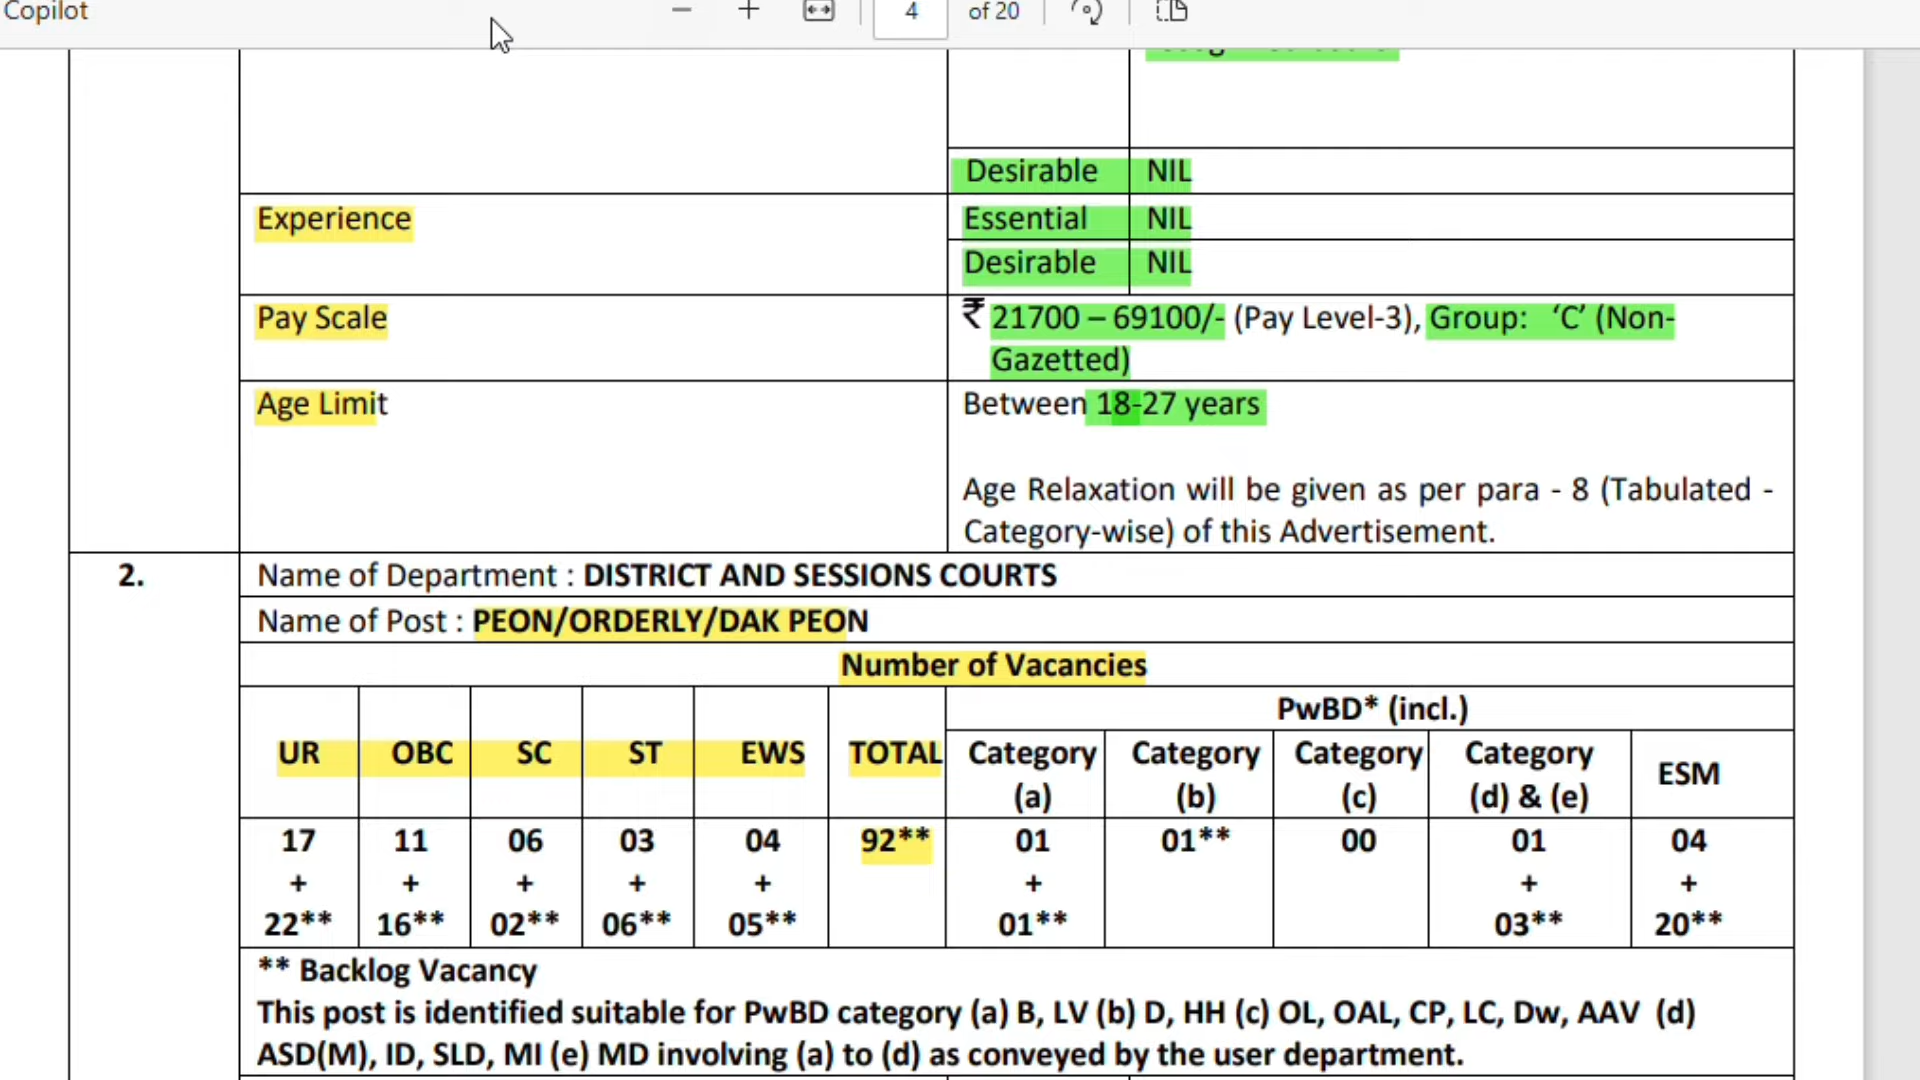 Copilot
4 of 20
Desirable NIL
Experience Essential NIL
Desirable NIL
Pay Scale ₹ 21700 – 69100/- (Pay Level-3), Group: ‘C’ (Non-
Gazetted)
Age Limit Between 18-27 years
Age Relaxation will be given as per para - 8 (Tabulated -
Category-wise) of this Advertisement.
2. Name of Department : DISTRICT AND SESSIONS COURTS
Name of Post : PEON/ORDERLY/DAK PEON
Number of Vacancies
PwBD* (incl.)
UR OBC SC ST EWS TOTAL Category Category Category Category ESM
(a) (b) (c) (d) & (e)
17 11 06 03 04 92** 01 01** 00 01 04
+ + + + + + + +
22** 16** 02** 06** 05** 01** 03** 20**
** Backlog Vacancy
This post is identified suitable for PwBD category (a) B, LV (b) D, HH (c) OL, OAL, CP, LC, Dw, AAV (d)
ASD(M), ID, SLD, MI (e) MD involving (a) to (d) as conveyed by the user department.